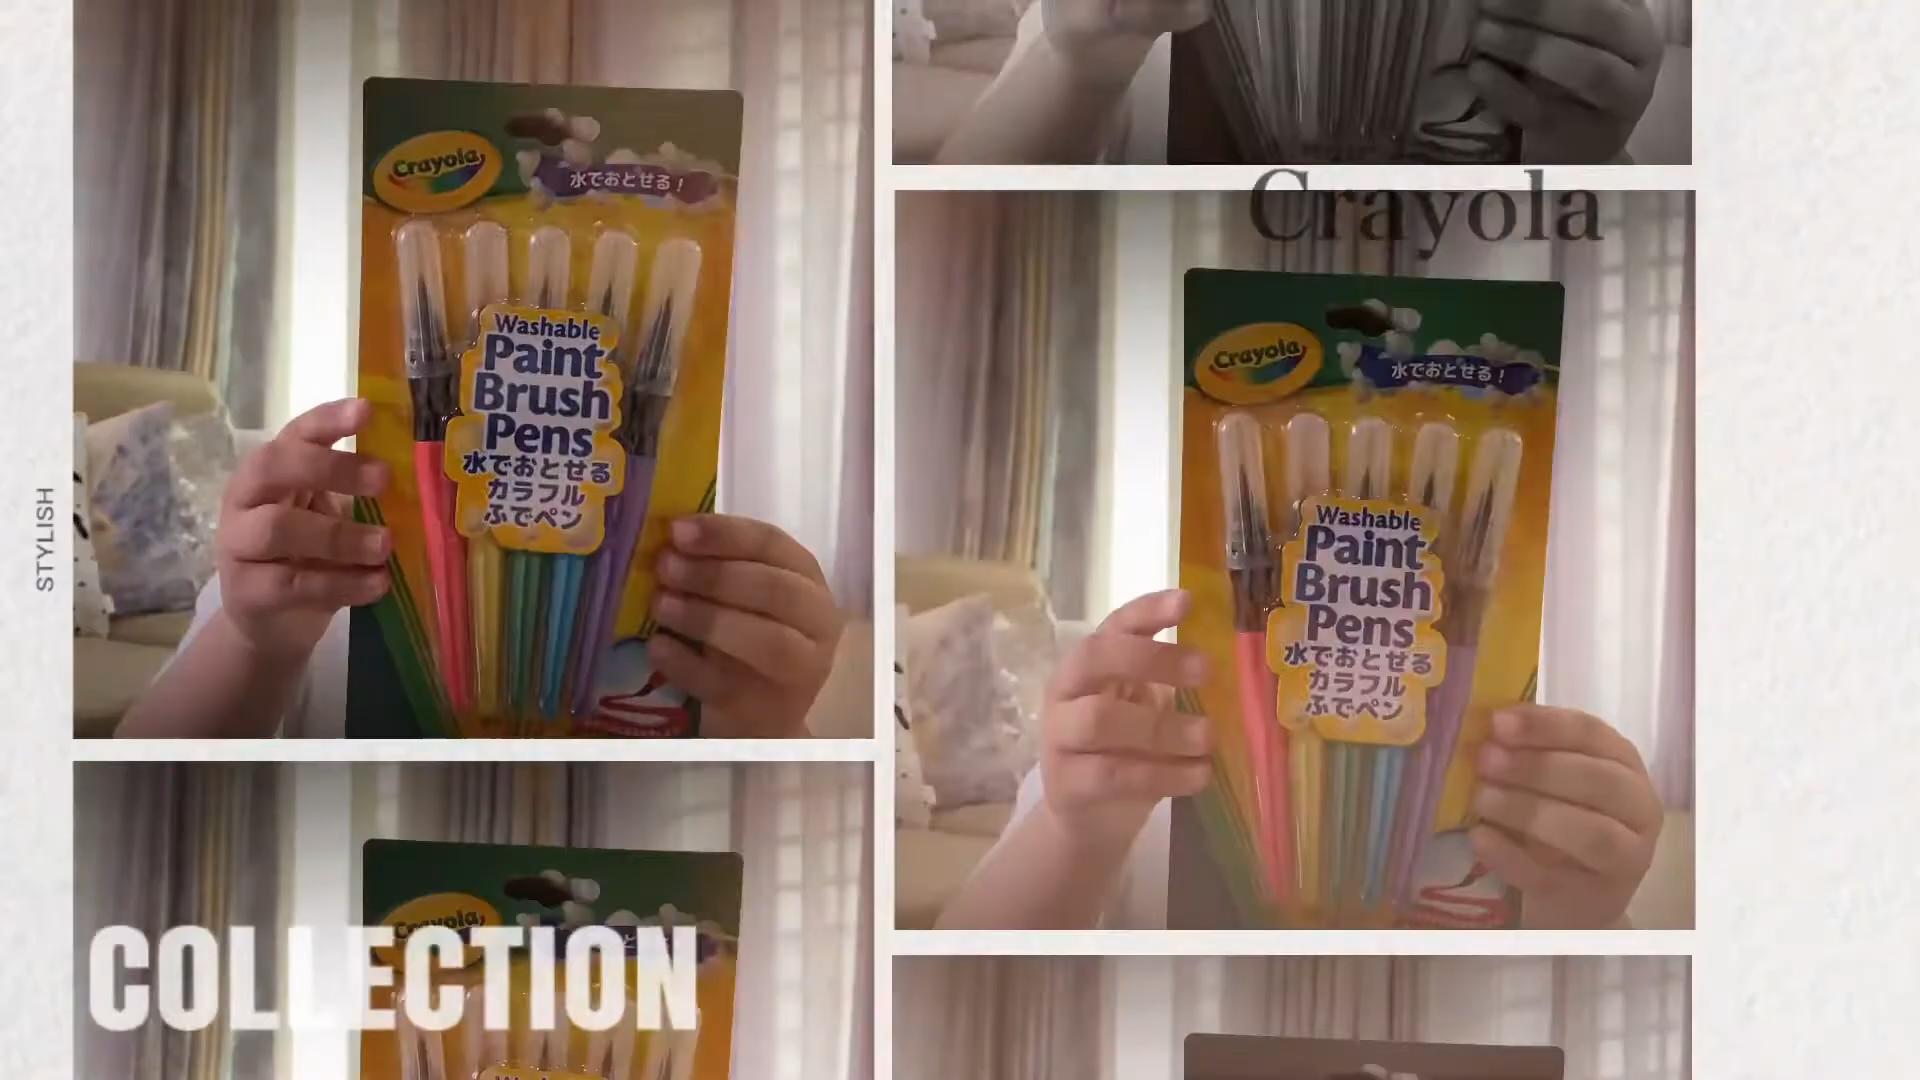 STYLISH
Crayola
水でおとせる!
Washable
Paint
Brush
Pens
水でおとせる
カラフル
ふでペン
Crayola
COLLECTION
Crayola
Crayola
水でおとせる!
Washable
Paint
Brush
Pens
水でおとせる
カラフル
ふでペン